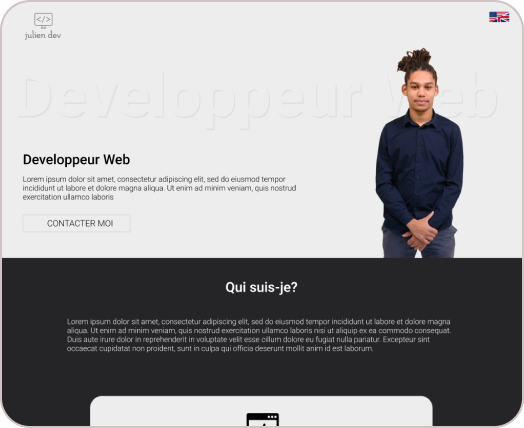 </>
julien dev
Developpeur Web
Developpeur Web
Lorem ipsum dolor sit amet, consectetur adipiscing elit, sed do eiusmod tempor
incididunt ut labore et dolore magna aliqua. Ut enim ad minim veniam, quis nostrud
exercitation ullamco laboris
CONTACTER MOI
Qui suis-je?
Lorem ipsum dolor sit amet, consectetur adipiscing elit, sed do eiusmod tempor incididunt ut labore et dolore magna
aliqua. Ut enim ad minim veniam, quis nostrud exercitation ullamco laboris nisi ut aliquip ex ea commodo consequat.
Duis aute irure dolor in reprehenderit in voluptate velit esse cillum dolore eu fugiat nulla pariatur. Excepteur sint
occaecat cupidatat non proident, sunt in culpa qui officia deserunt mollit anim id est laborum.